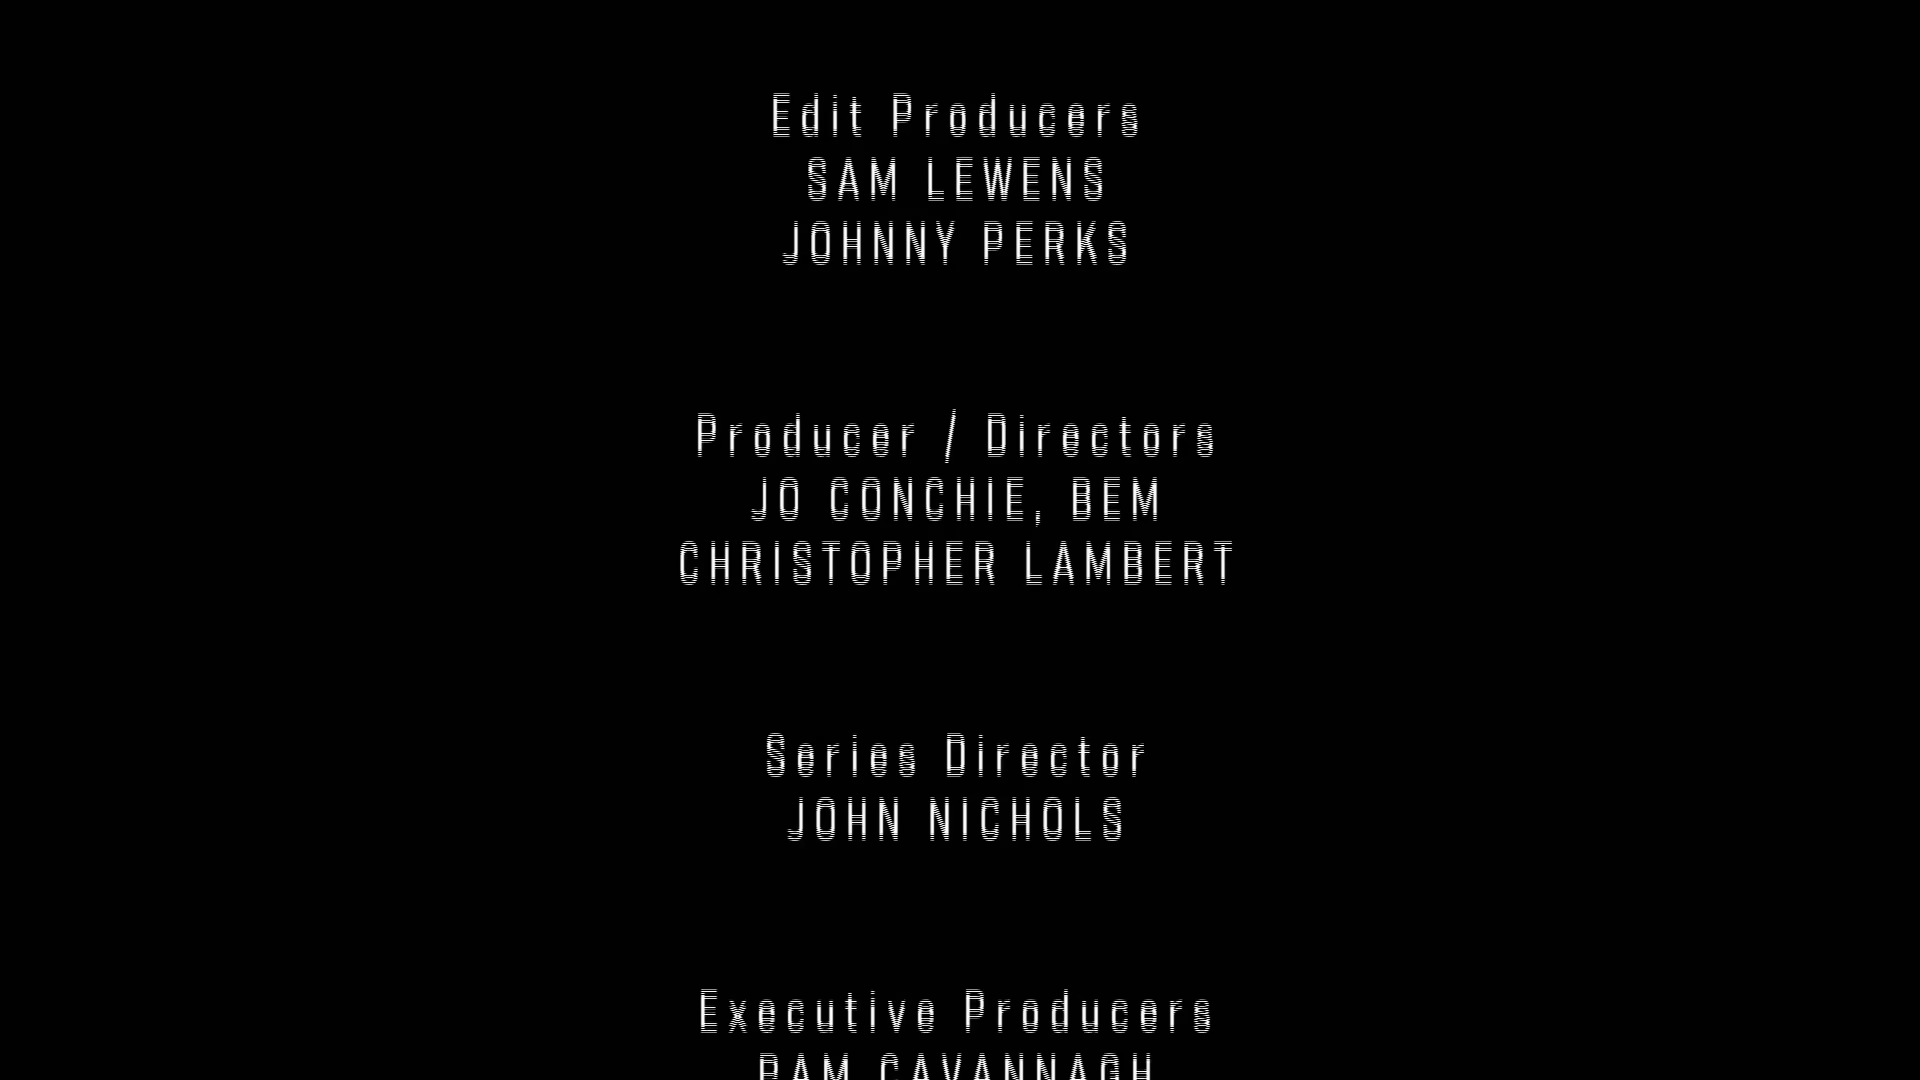 Edit Producers
SAM LEWENS
JOHNNY PERKS
Producer / Directors
JO CONCHIE, BEM
CHRISTOPHER LAMBERT
Series Director
JOHN NICHOLS
Executive Producers
CAVANNAGH